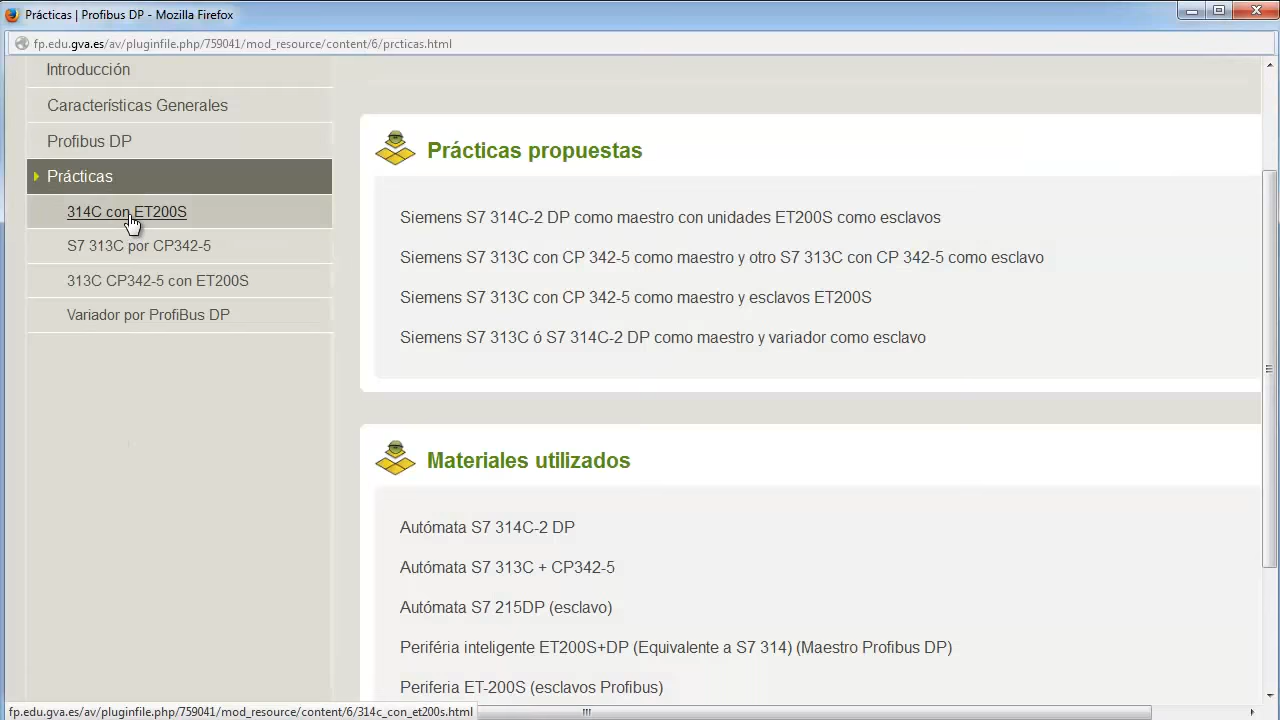 Prácticas | Profibus DP - Mozilla Firefox
fp.edu.gva.es/av/pluginfile.php/759041/mod_resource/content/6/prcticas.html
Introducción
Características Generales
Profibus DP
Prácticas
314C con ET200S
S7 313C por CP342-5
313C CP342-5 con ET200S
Variador por ProfiBus DP
Prácticas propuestas
Siemens S7 314C-2 DP como maestro con unidades ET200S como esclavos
Siemens S7 313C con CP 342-5 como maestro y otro S7 313C con CP 342-5 como esclavo
Siemens S7 313C con CP 342-5 como maestro y esclavos ET200S
Siemens S7 313C ó S7 314C-2 DP como maestro y variador como esclavo
Materiales utilizados
Autómata S7 314C-2 DP
Autómata S7 313C + CP342-5
Autómata S7 215DP (esclavo)
Periféria inteligente ET200S+DP (Equivalente a S7 314) (Maestro Profibus DP)
Periferia ET-200S (esclavos Profibus)
fp.edu.gva.es/av/pluginfile.php/759041/mod_resource/content/6/314c_con_et200s.html